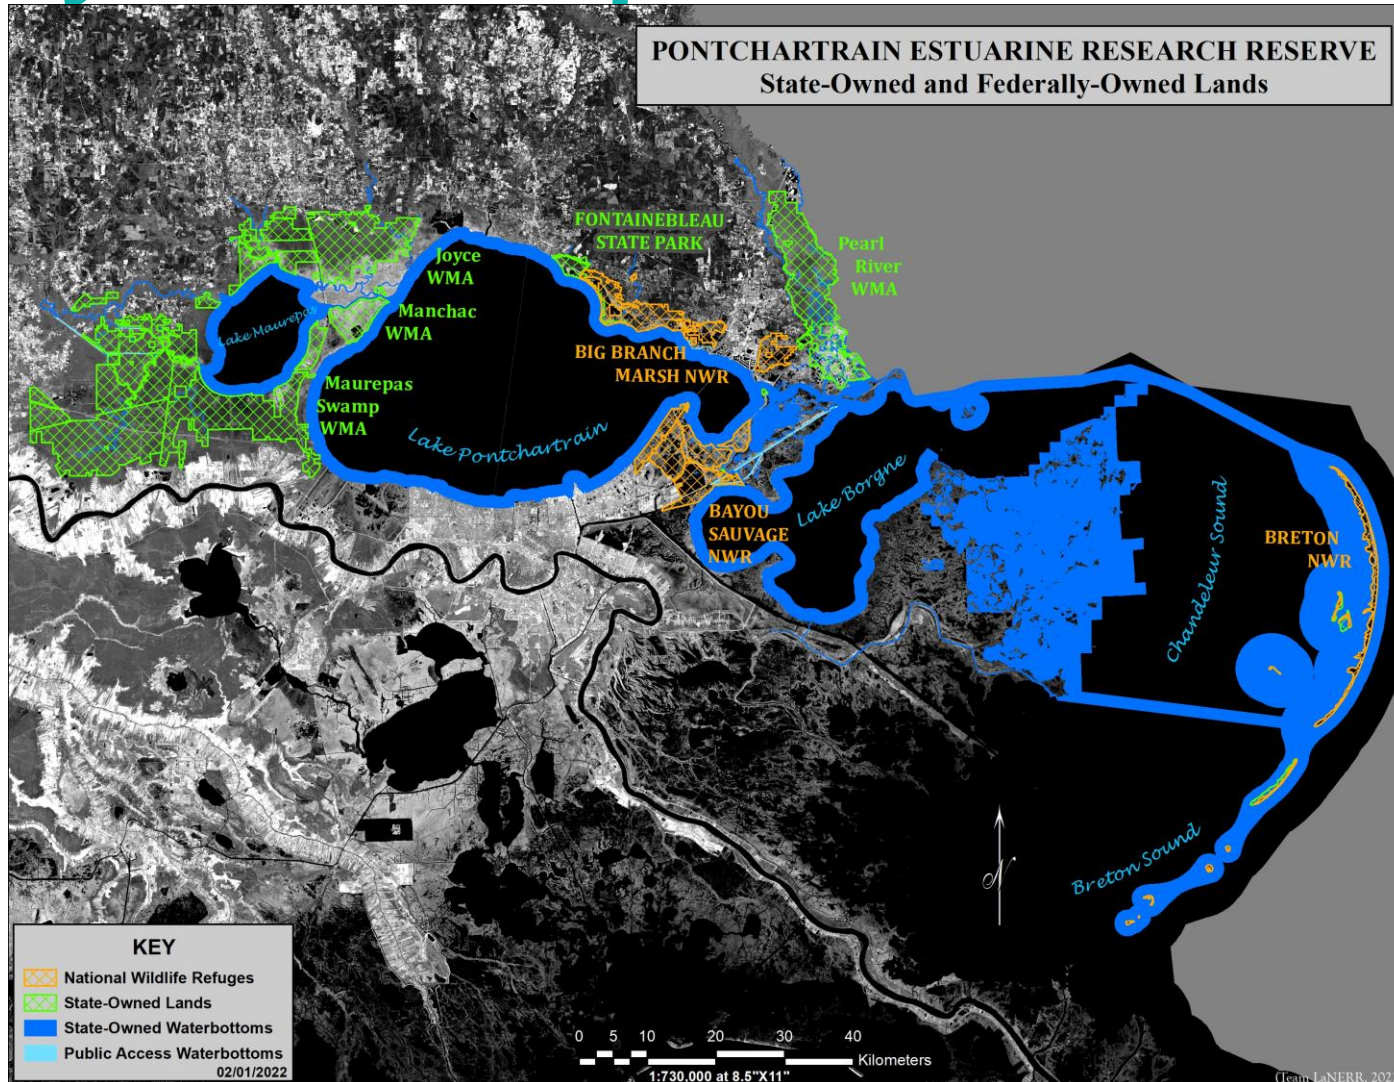 PONTCHARTRAIN ESTUARINE RESEARCH RESERVE
State-Owned and Federally-Owned Lands
FONTAINEBLEAU
STATE PARK
Pearl
River
WMA
Joyce
WMA
Manchac
WMA
Lake Maurepas
BIG BRANCH
MARSH NWR
Maurepas
Swamp
WMA
Lake Pontchartrain
Lake Borgne
BAYOU
SAUVAGE
NWR
Chandeleur Sound
BRETON
NWR
Breton Sound
N
KEY
National Wildlife Refuges
State-Owned Lands
State-Owned Waterbottoms
Public Access Waterbottoms
02/01/2022
0 5 10 20 30 40
Kilometers
1:730,000 at 8.5"X11"
(Team LaNERR, 202